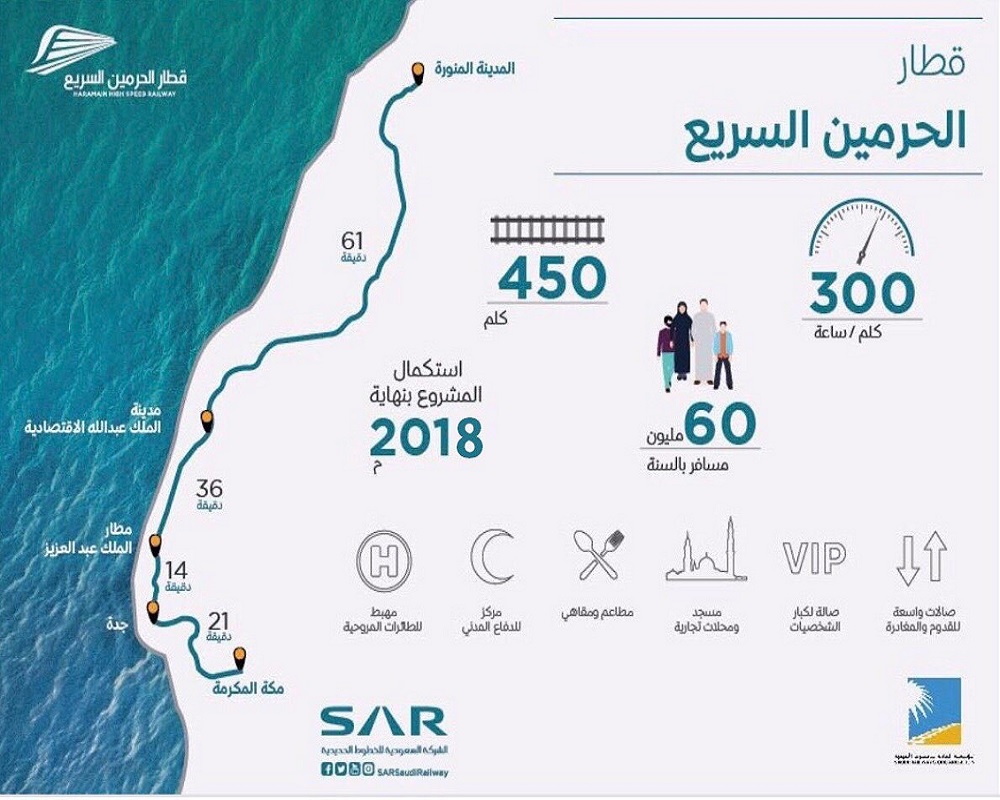 قطار الحرمين السريع
HARAMAIN HIGH SPEED RAILWAY
قطار
الحرمين السريع
المدينة المنورة
61
دقيقة
مدينة
الملك عبدالله الاقتصادية
36
دقيقة
مطار
الملك عبد العزيز
14
دقيقة
جدة
21
دقيقة
مكة المكرمة
300
كلم / ساعة
450
كلم
60 مليون
مسافر بالسنة
استكمال
المشروع بنهاية
2018
م
صالات واسعة
للقدوم والمغادرة
VIP
صالة لكبار
الشخصيات
مسجد
ومحلات تجارية
مطاعم ومقاهي
مركز
للدفاع المدني
H
مهبط
للطائرات المروحية
SAR
الشركة السعودية للخطوط الحديدية
SARSaudiRailway
SAUDI RAILWAYS ORGANIZATION